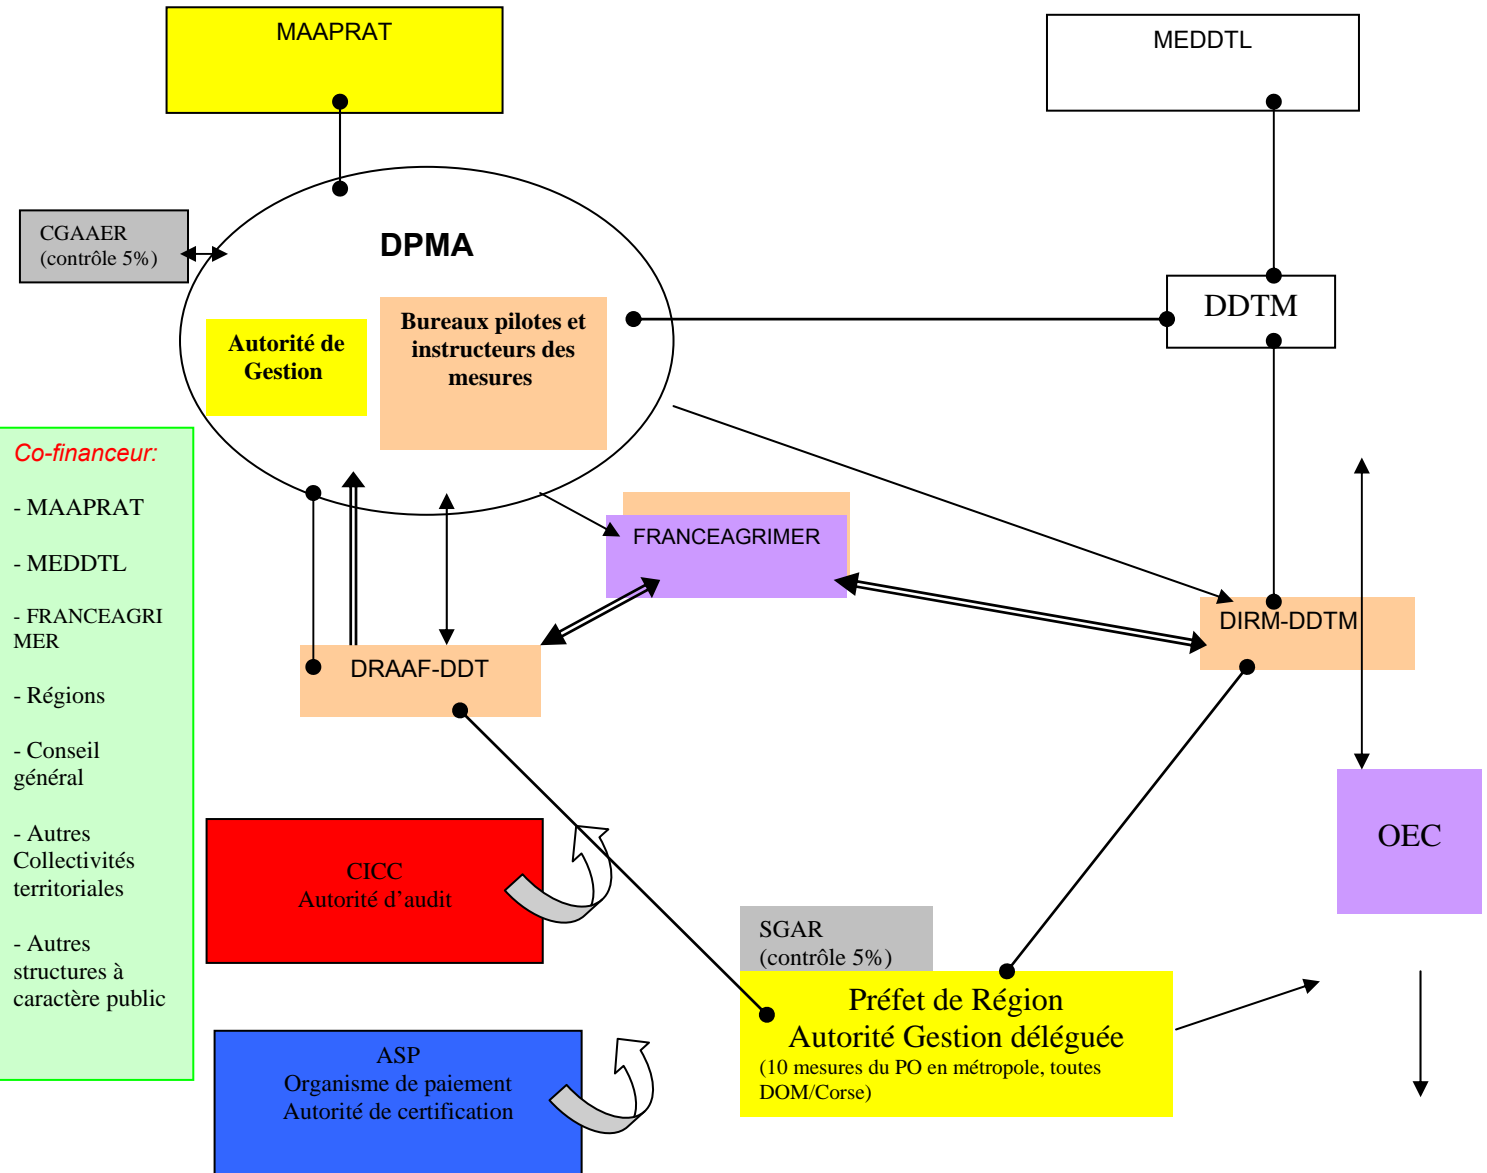 MAAPRAT
MEDDTL
CGAAER
(contrôle 5%)
DPMA
DDTM
Autorité de
Gestion
Bureaux pilotes et
instructeurs des
mesures
Co-financeur:
- MAAPRAT
- MEDDTL
- FRANCEAGRI
MER
- Régions
- Conseil
général
- Autres
Collectivités
territoriales
- Autres
structures à
caractère public
FRANCEAGRIMER
DIRM-DDTM
DRAAF-DDT
OEC
CICC
Autorité d’audit
SGAR
(contrôle 5%)
Préfet de Région
Autorité Gestion déléguée
(10 mesures du PO en métropole, toutes
DOM/Corse)
ASP
Organisme de paiement
Autorité de certification